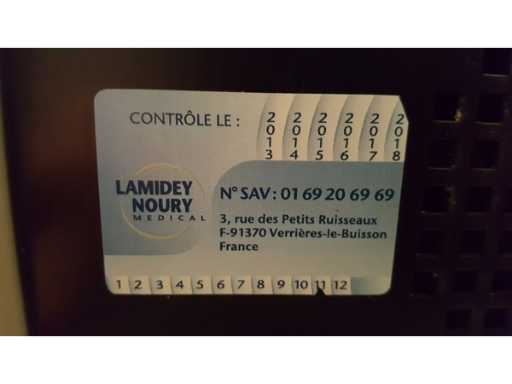 CONTRÔLE LE :
2013 2014 2015 2016 2017 2018
LAMIDEY
NOURY
MEDICAL
N° SAV : 01 69 20 69 69
3, rue des Petits Ruisseaux
F-91370 Verrières-le-Buisson
France
1 2 3 4 5 6 7 8 9 10 11 12